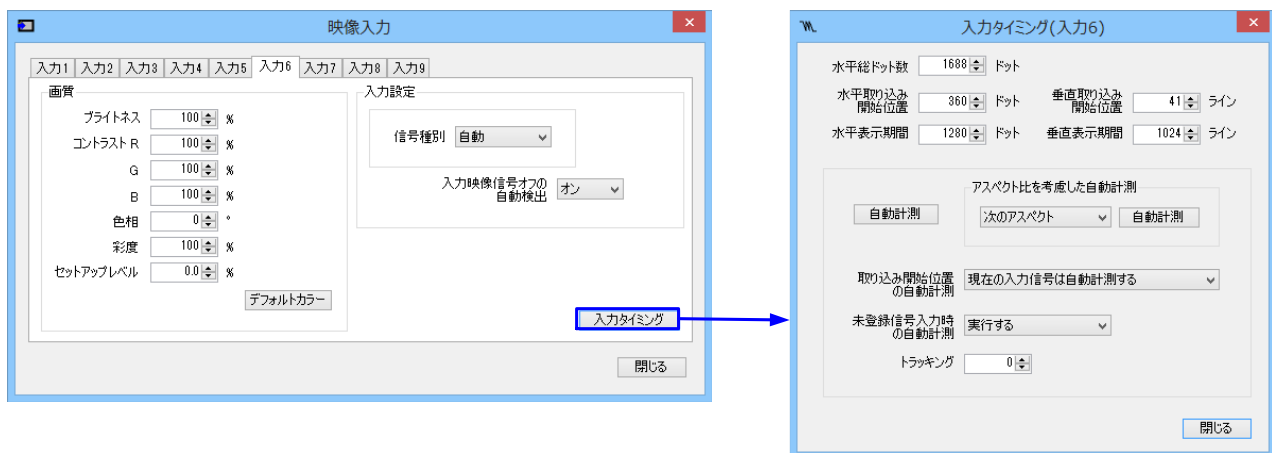 映像入力
入力1 入力2 入力3 入力4 入力5 入力6 入力7 入力8 入力9
画質
ブライトネス 100 %
コントラスト R 100 %
G 100 %
B 100 %
色相 0 °
彩度 100 %
セットアップレベル 0.0 %
デフォルトカラー
入力設定
信号種別 自動
入力映像信号オフの
自動検出 オン
入力タイミング
閉じる
入力タイミング(入力6)
水平総ドット数 1688 ドット
水平取り込み
開始位置 360 ドット
垂直取り込み
開始位置 41 ライン
水平表示期間 1280 ドット 垂直表示期間 1024 ライン
アスペクト比を考慮した自動計測
自動計測 次のアスペクト 自動計測
取り込み開始位置
の自動計測 現在の入力信号は自動計測する
未登録信号入力時
の自動計測 実行する
トラッキング 0
閉じる